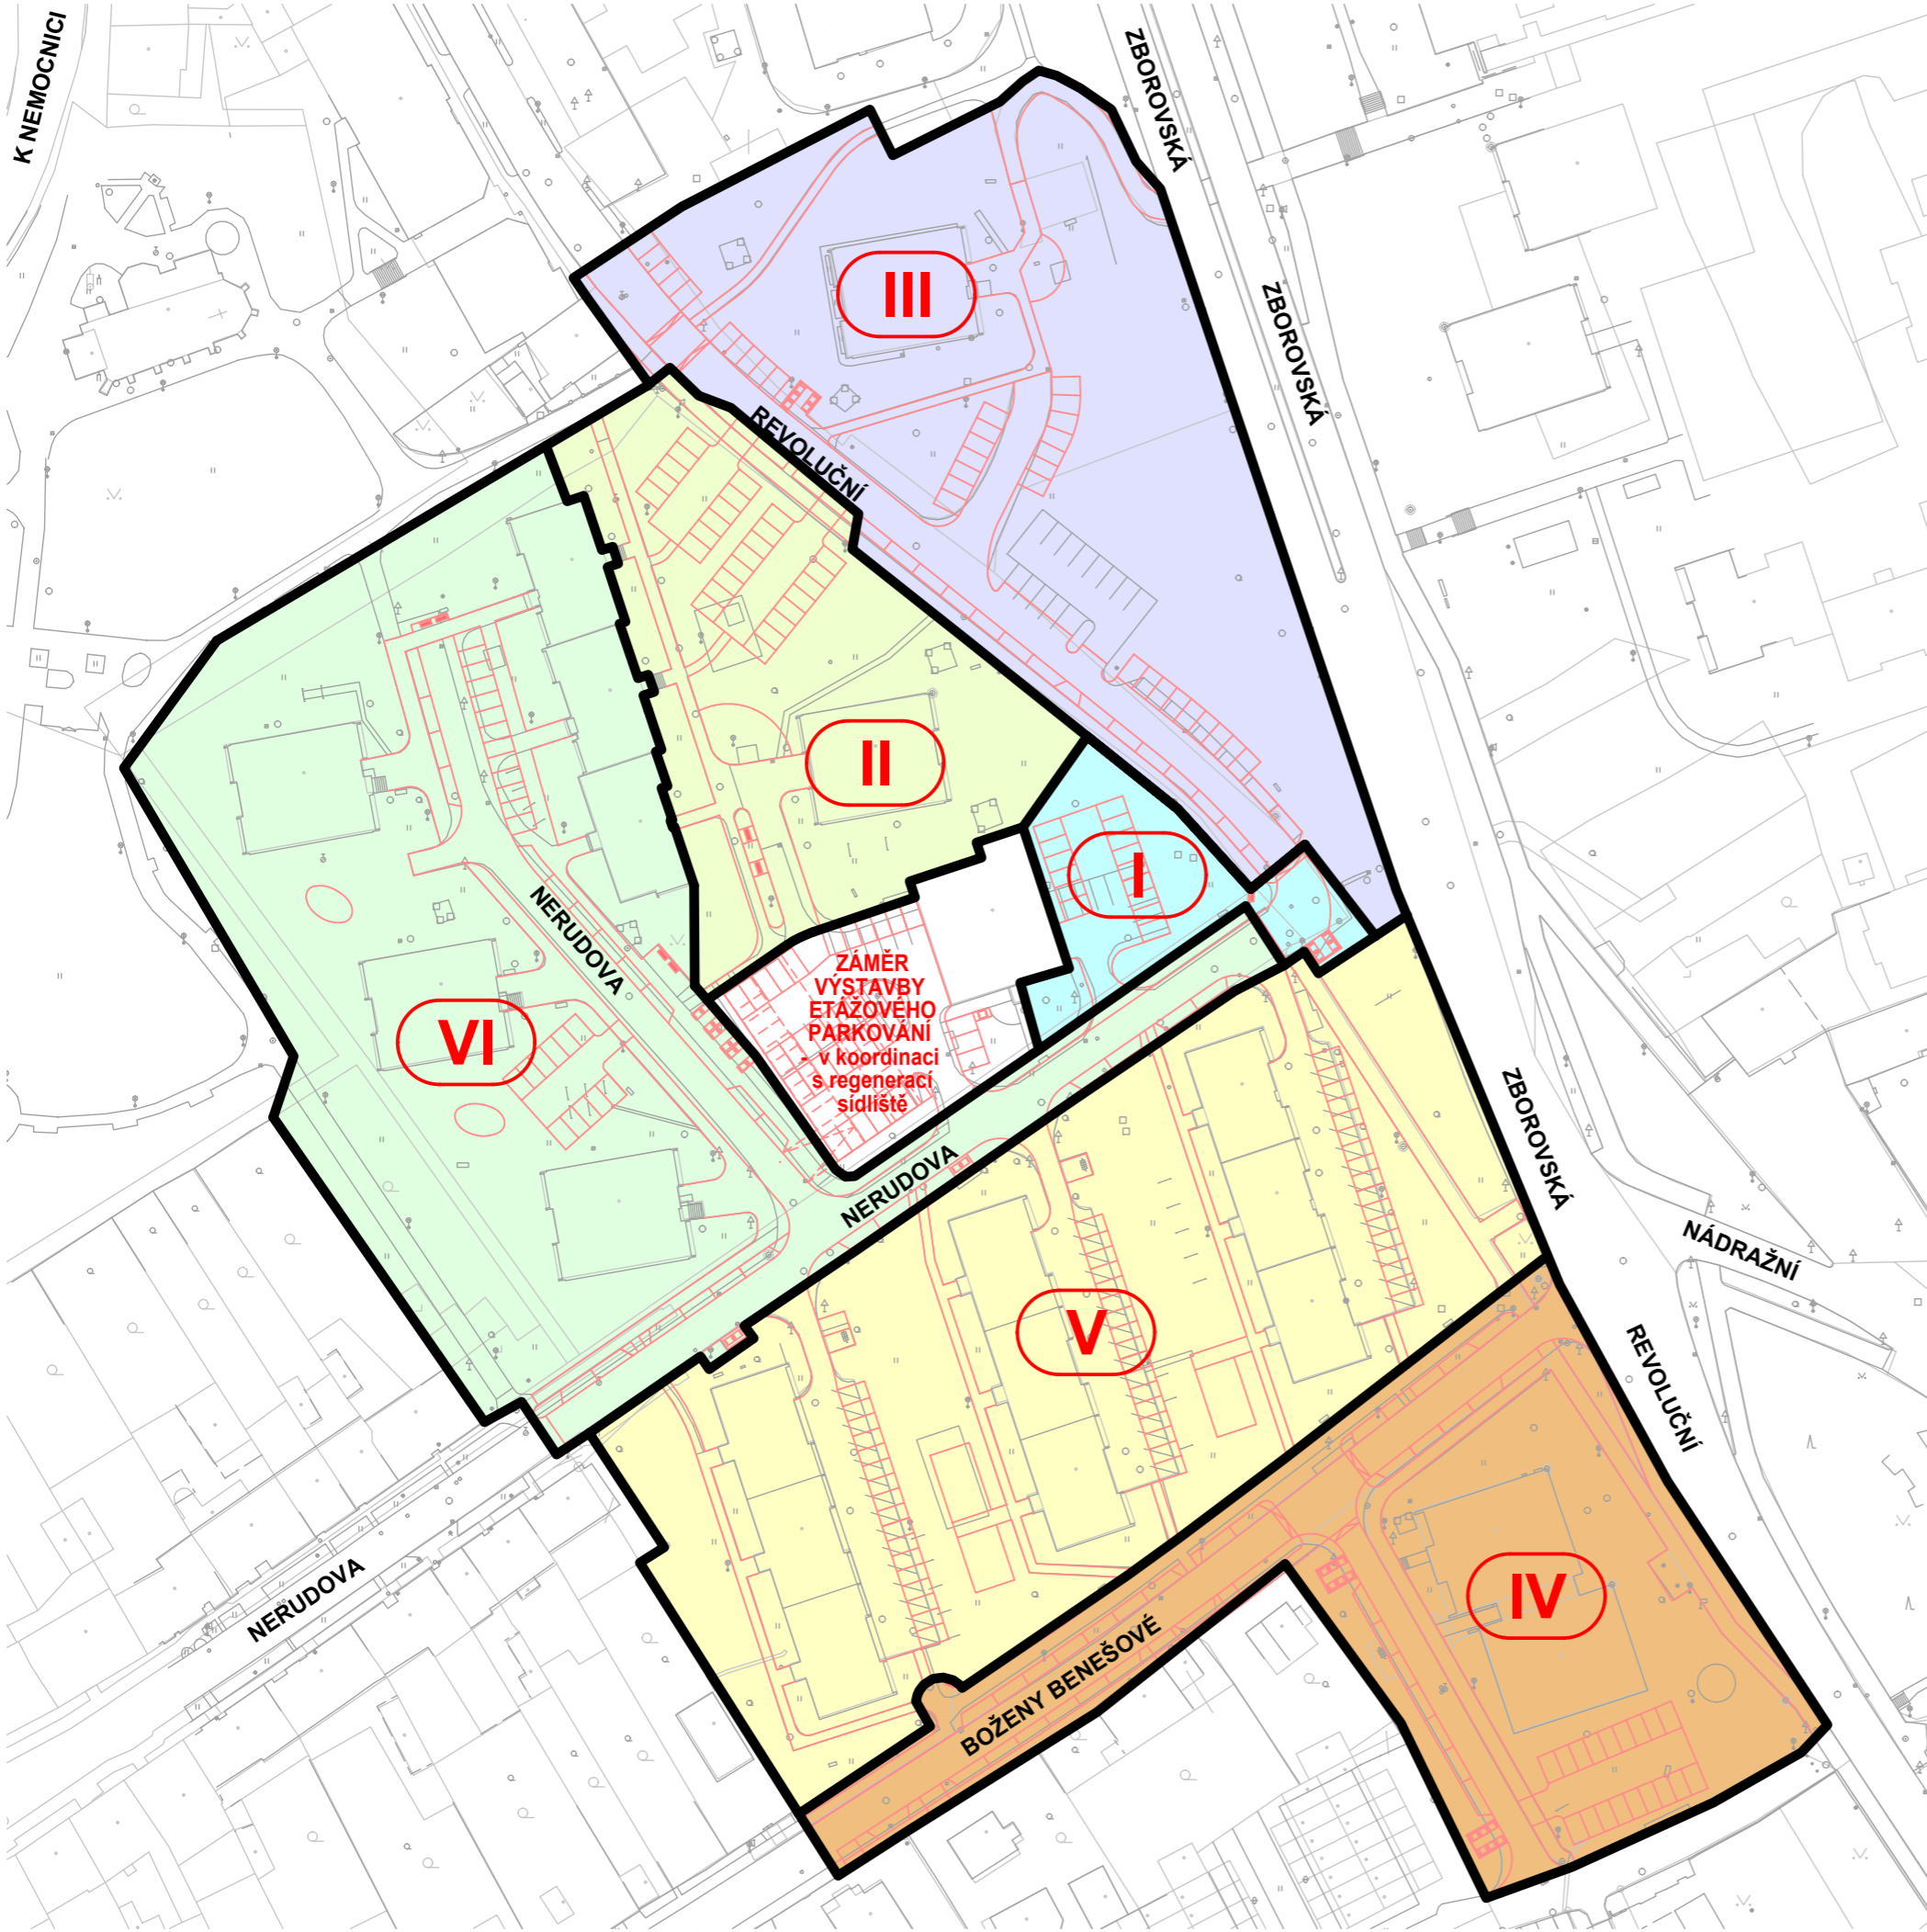 K NEMOCNICI
ZBOROVSKÁ
III
ZBOROVSKÁ
REVOLUČNÍ
II
I
NERUDOVA
ZÁMĚR
VÝSTAVBY
ETÁŽOVÉHO
PARKOVÁNÍ
- v koordinaci
s regenerací
sídliště
VI
ZBOROVSKÁ
NERUDOVA
NÁDRAŽNÍ
V
REVOLUČNÍ
NERUDOVA
IV
BOŽENY BENEŠOVÉ